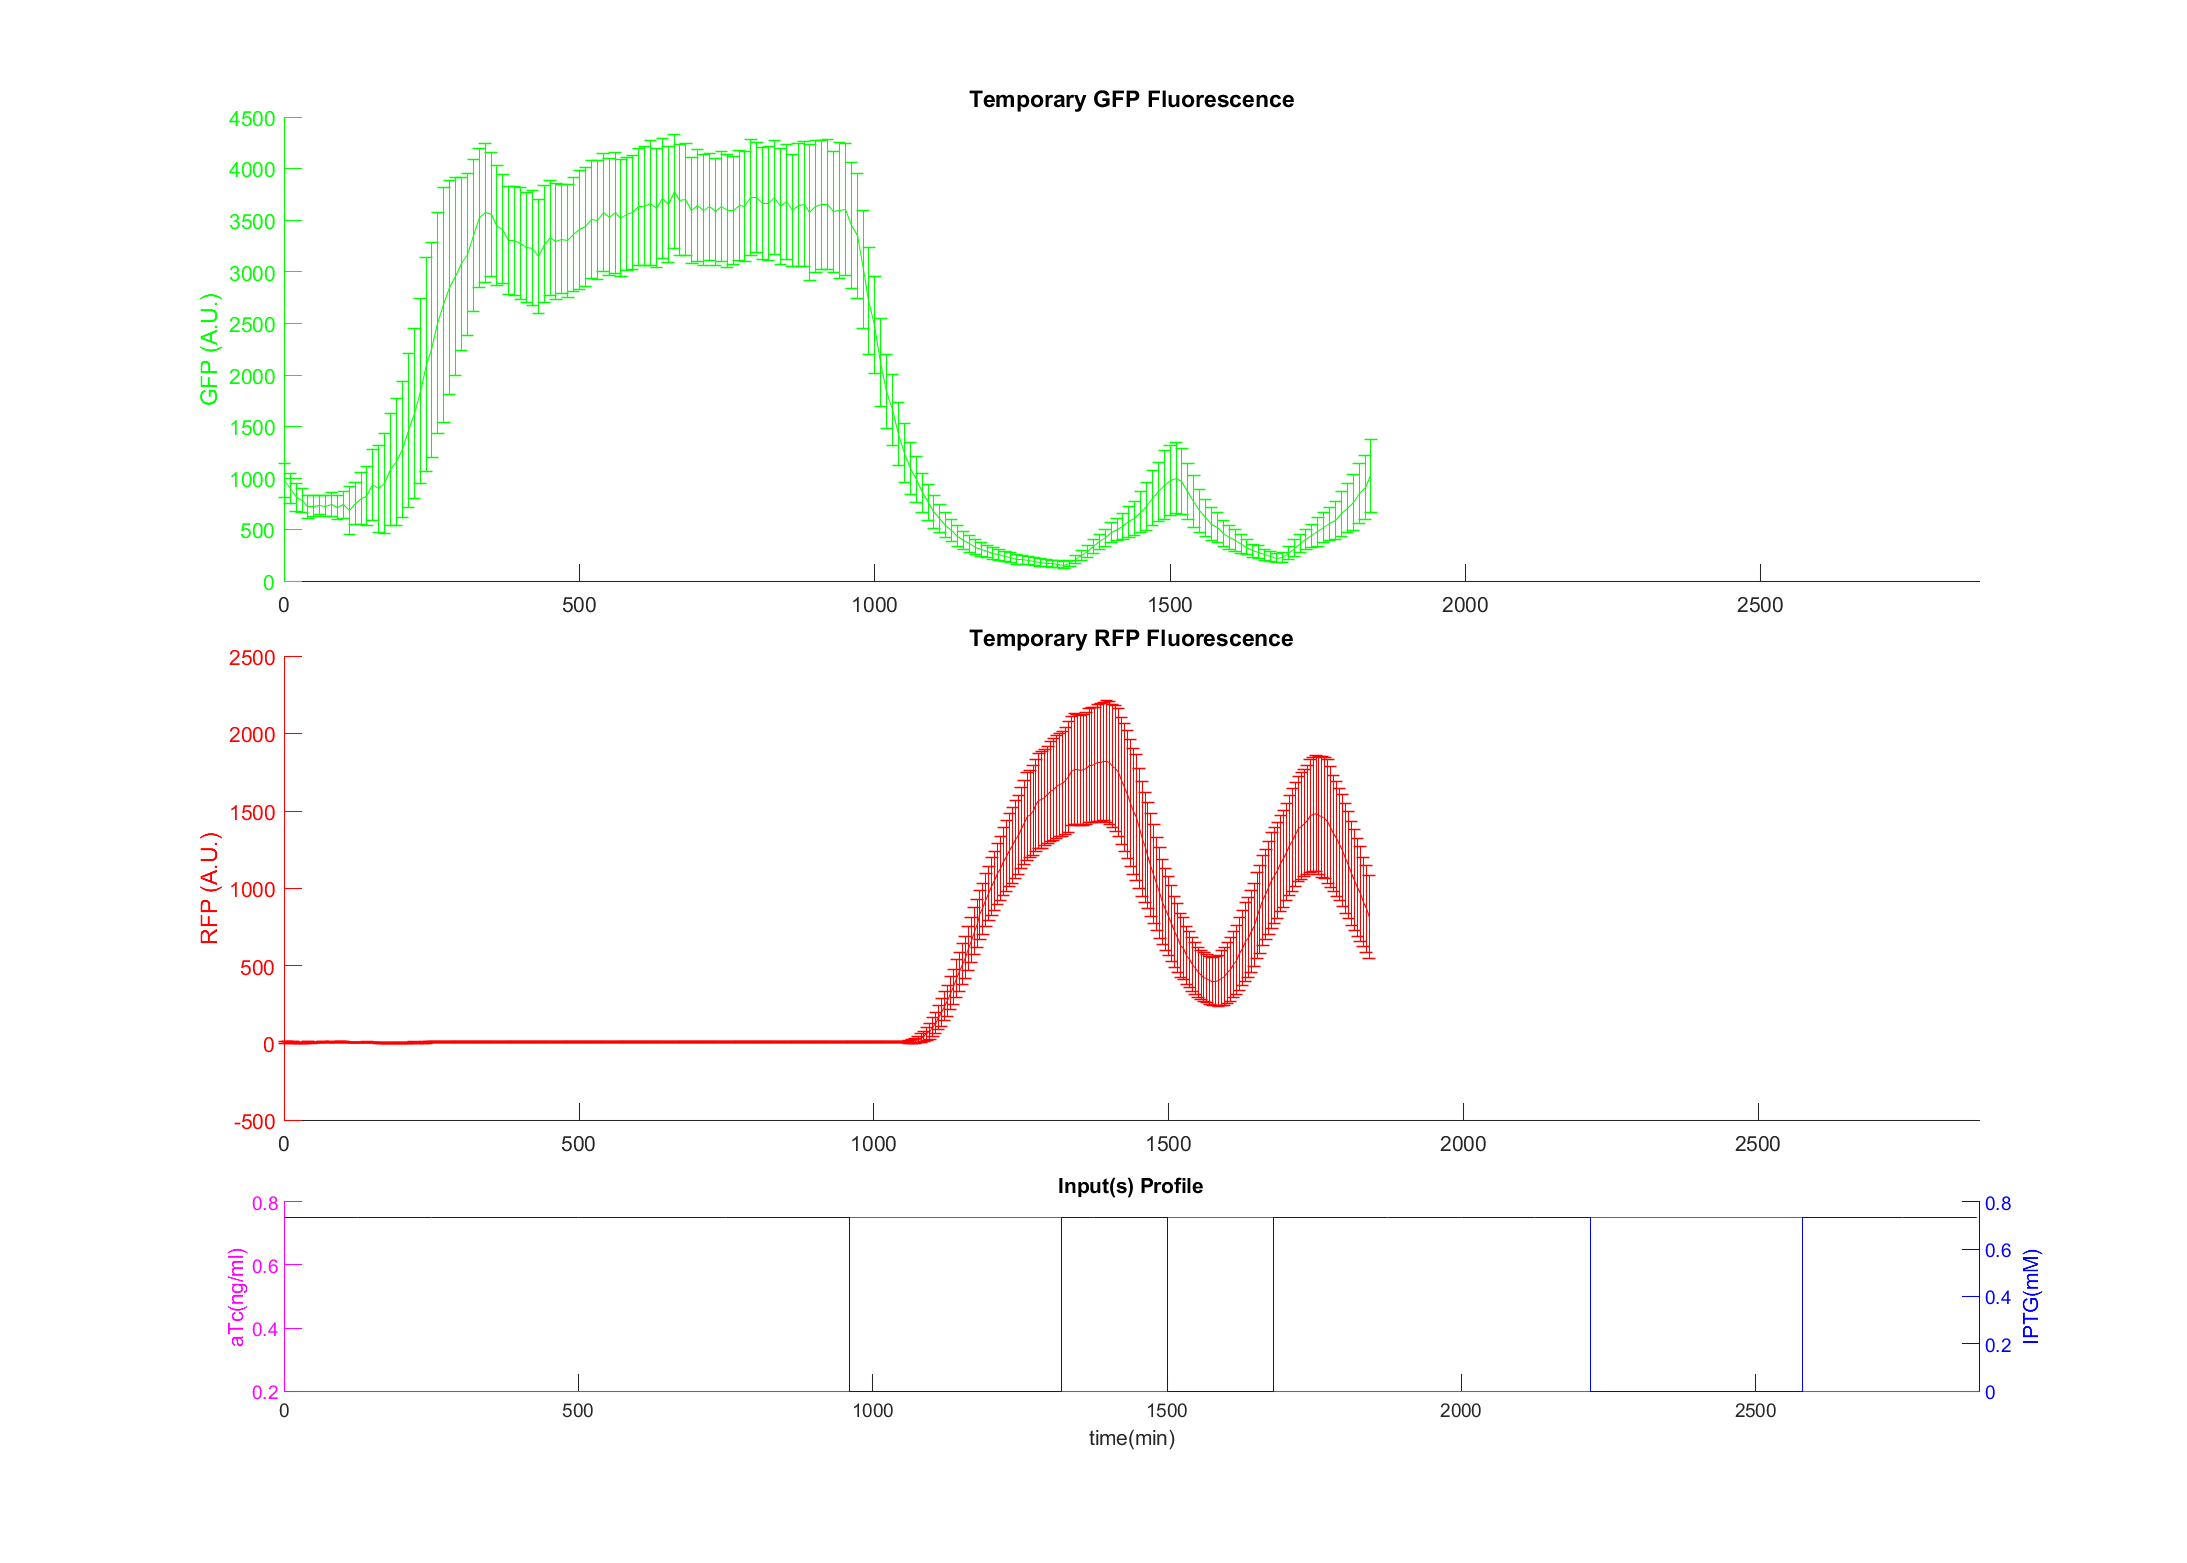 Temporary GFP Fluorescence
4500
4000
3500
3000
2500
2000
1500
1000
500
0
GFP (A.U.)
0 500 1000 1500 2000 2500
Temporary RFP Fluorescence
2500
2000
1500
1000
500
0
-500
RFP (A.U.)
0 500 1000 1500 2000 2500
Input(s) Profile
0.8
0.6
0.4
0.2
aTc(ng/ml)
0.8
0.6
0.4
0.2
0
IPTG(mM)
0 500 1000 1500 2000 2500
time(min)